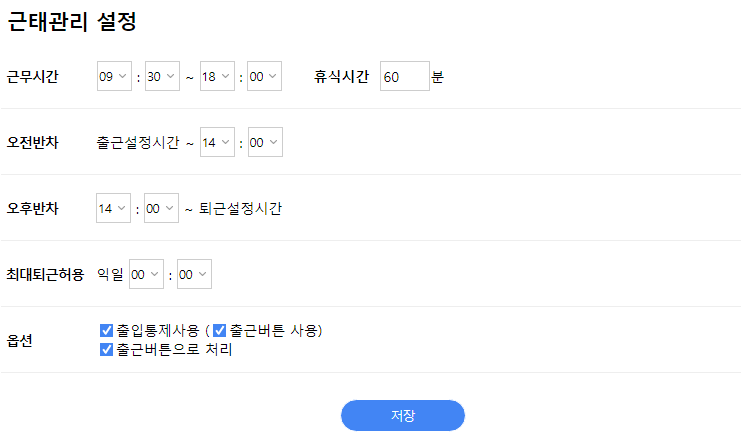 근태관리 설정
근무시간 09 : 30 ~ 18 : 00 휴식시간 60 분
오전반차 출근설정시간 ~ 14 : 00
오후반차 14 : 00 ~ 퇴근설정시간
최대퇴근허용 익일 00 : 00
옵션 출입통제사용 ( 출근버튼 사용)
출근버튼으로 처리
저장